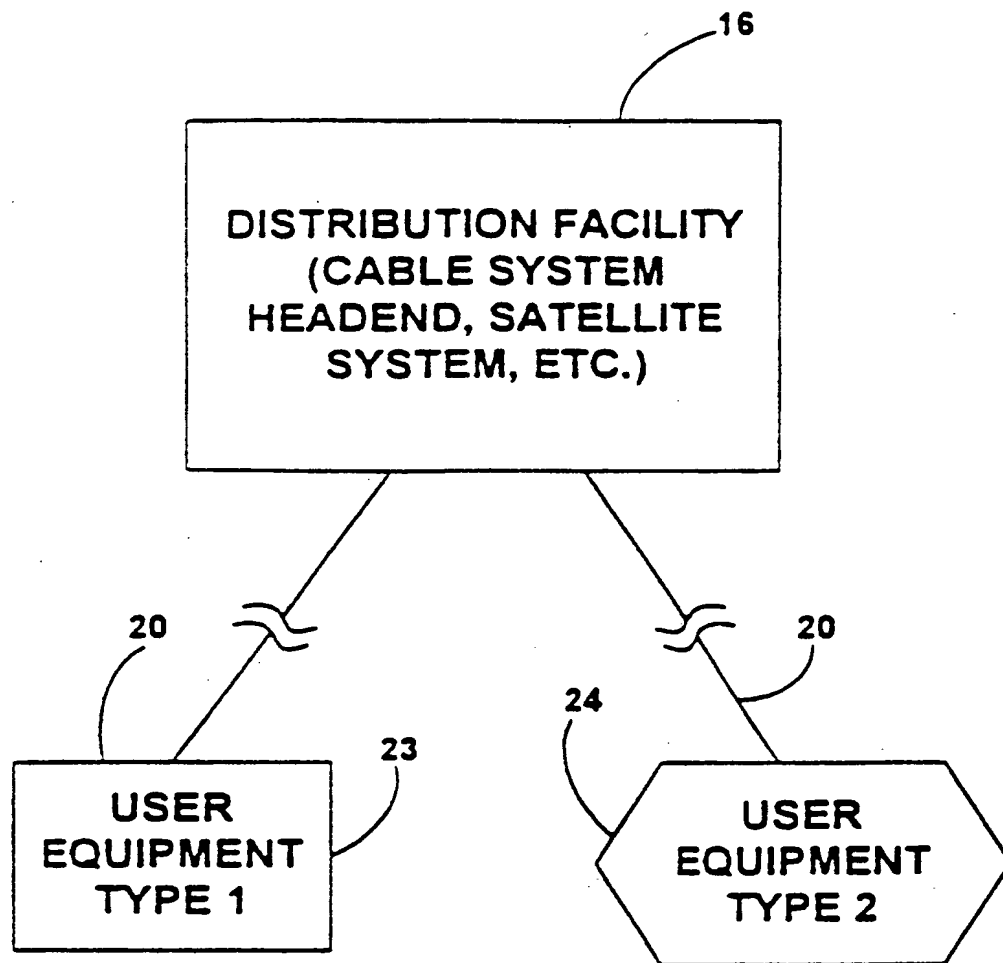 16
DISTRIBUTION FACILITY
(CABLE SYSTEM
HEADEND, SATELLITE
SYSTEM, ETC.)
20
20
24
23
USER
EQUIPMENT
TYPE 1
USER
EQUIPMENT
TYPE 2